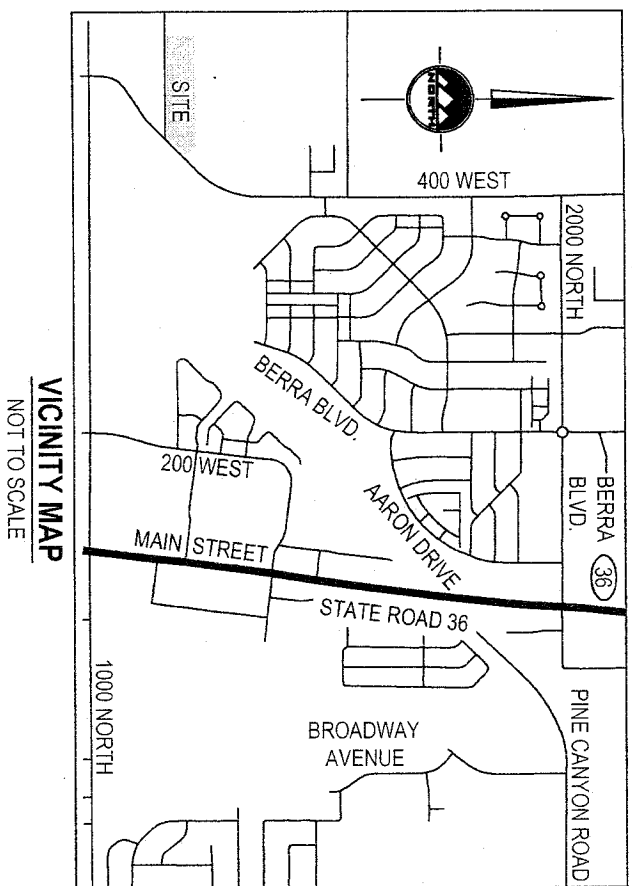 SITE
NORTH
400 WEST
2000 NORTH
BERRA BLVD.
BERRA
BLVD.
36
AARON DRIVE
200 WEST
MAIN STREET
STATE ROAD 36
PINE CANYON ROAD
BROADWAY
AVENUE
1000 NORTH
VICINITY MAP
NOT TO SCALE